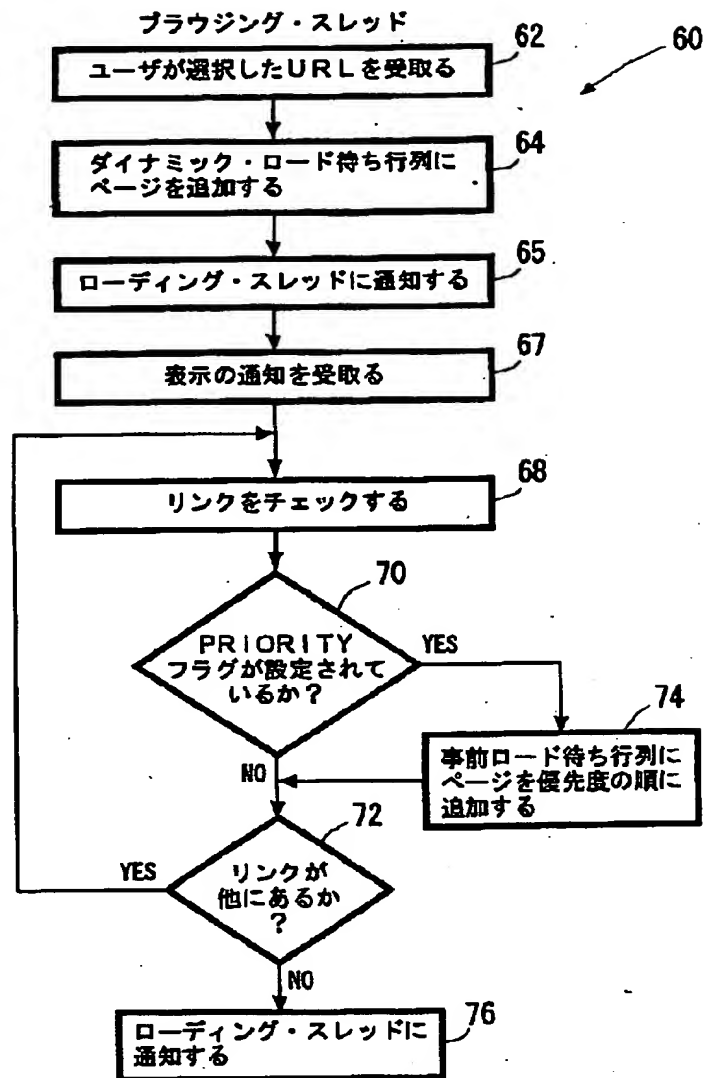 ブラウジング・スレッド
62
60
ユーザが選択したURLを受取る
64
ダイナミック・ロード待ち行列に
ページを追加する
65
ローディング・スレッドに通知する
67
表示の通知を受取る
68
リンクをチェックする
70
PRIORITY
フラグが設定されて
いるか?
YES
74
事前ロード待ち行列に
ページを優先度の順に
追加する
NO
72
リンクが
他にあるか
?
YES
NO
76
ローディング・スレッドに
通知する